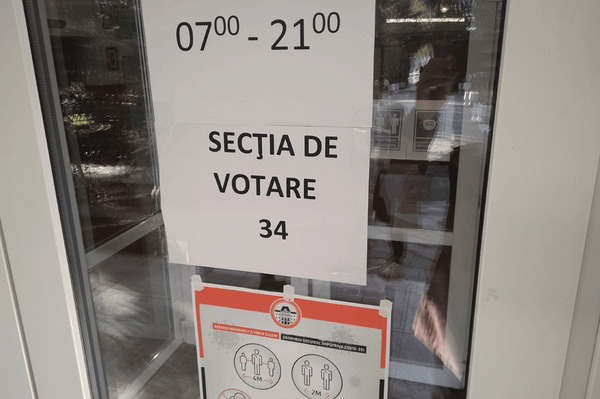 07⁰⁰ - 21⁰⁰
SECŢIA DE
VOTARE
34
4M
2M